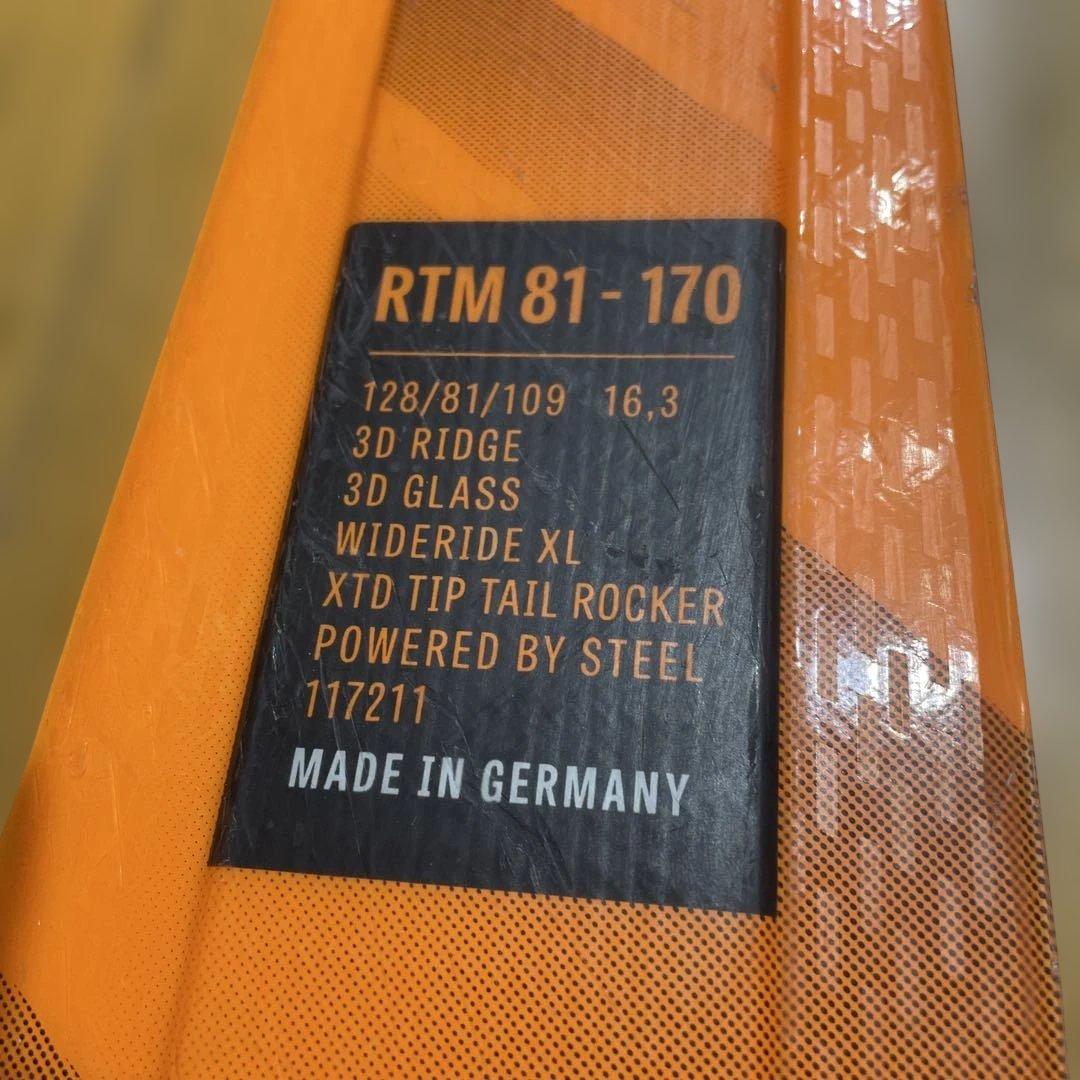 RTM 81 - 170
128/81/109 16,3
3D RIDGE
3D GLASS
WIDERIDE XL
XTD TIP TAIL ROCKER
POWERED BY STEEL
117211
MADE IN GERMANY